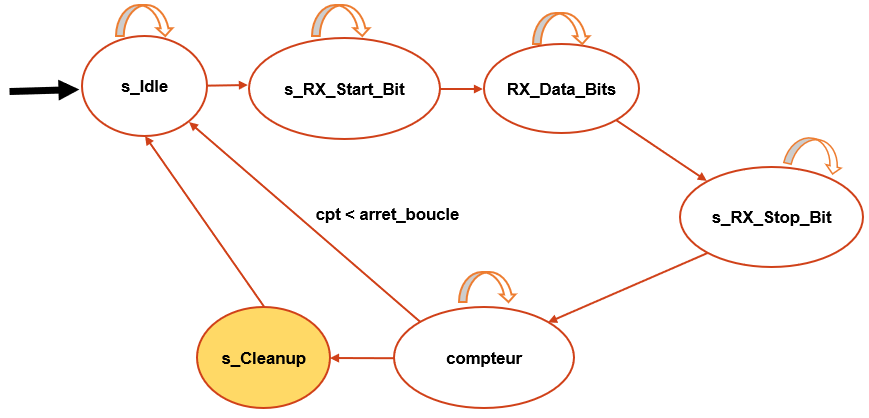 s_Idle
s_RX_Start_Bit
RX_Data_Bits
s_RX_Stop_Bit
cpt < arret_boucle
s_Cleanup
compteur